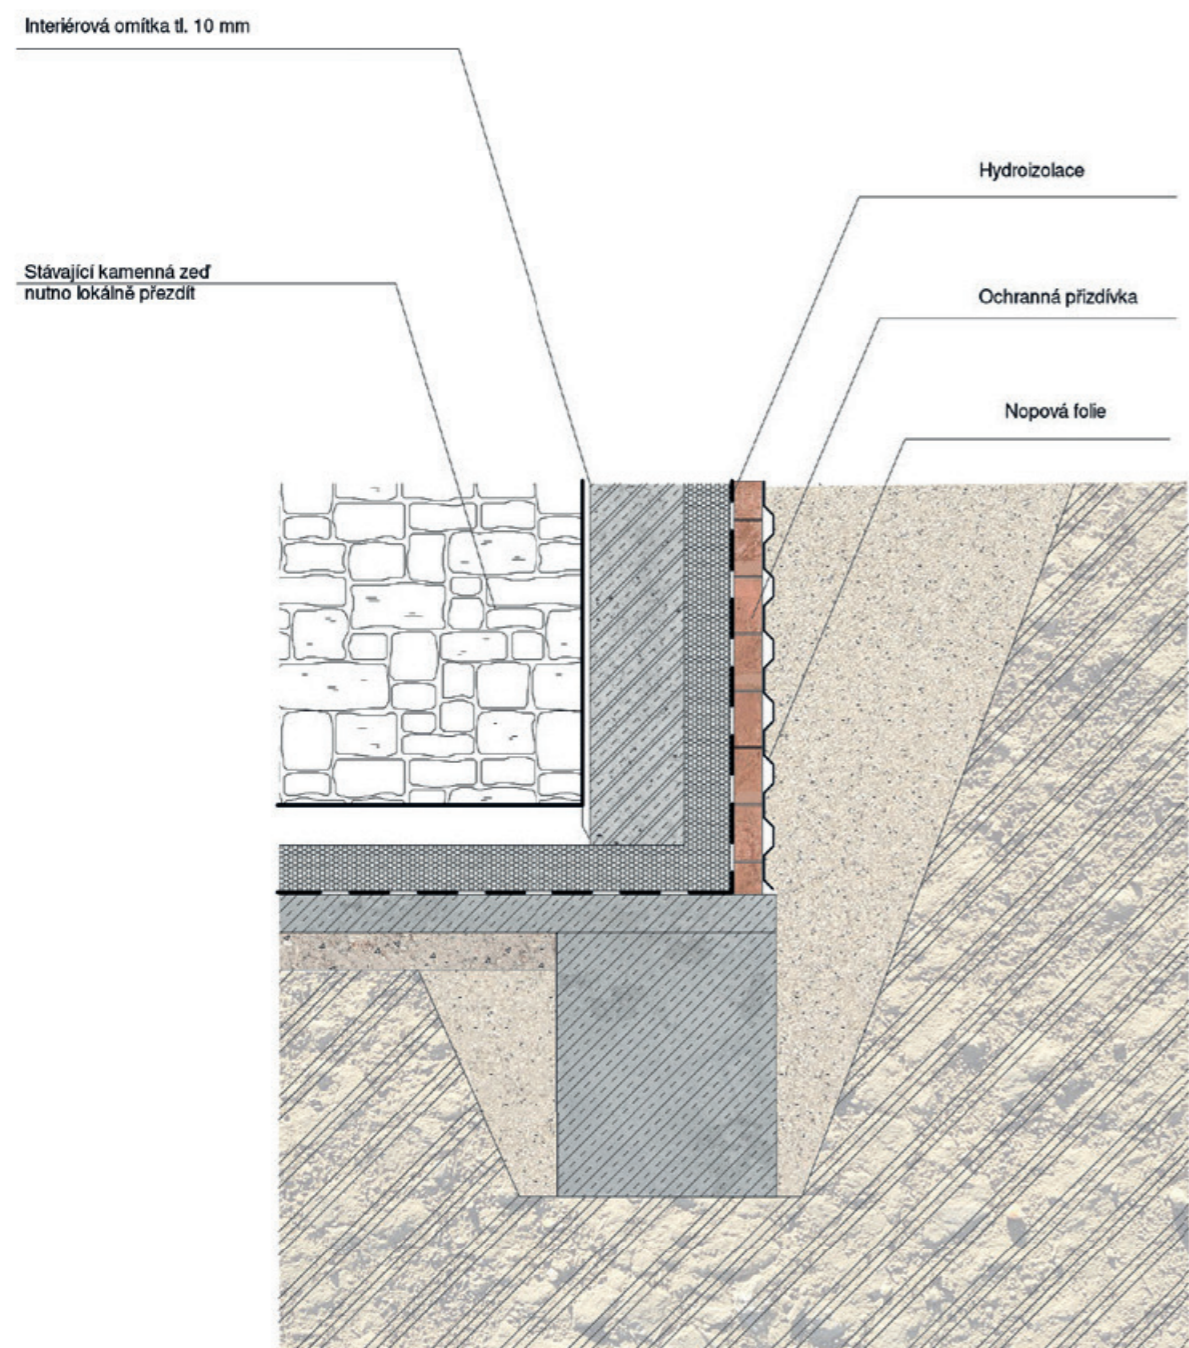 Interiérová omítka tl. 10 mm
Hydroizolace
Stávající kamenná zeď
nutno lokálně přezdít
Ochranná přizdívka
Nopová folie